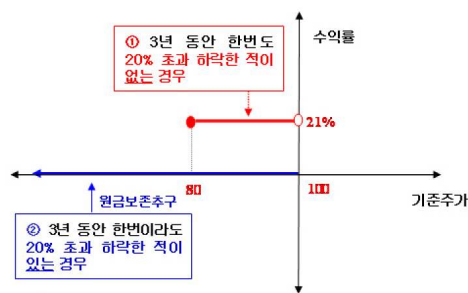 ① 3년 동안 한번도
20% 초과 하락한 적이
없는 경우
수익률
21%
80
100
기준주가
원금보존추구
② 3년 동안 한번이라도
20% 초과 하락한 적이
있는 경우